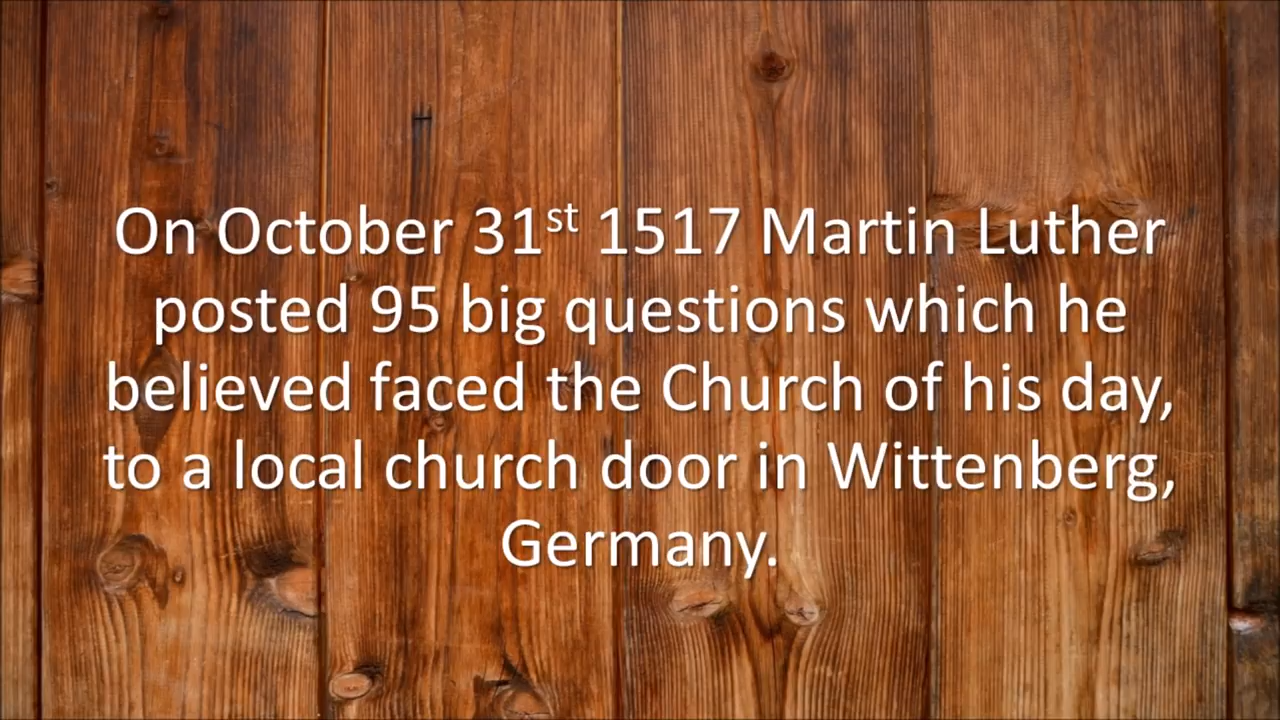 On October 31st 1517 Martin Luther
posted 95 big questions which he
believed faced the Church of his day,
to a local church door in Wittenberg,
Germany.